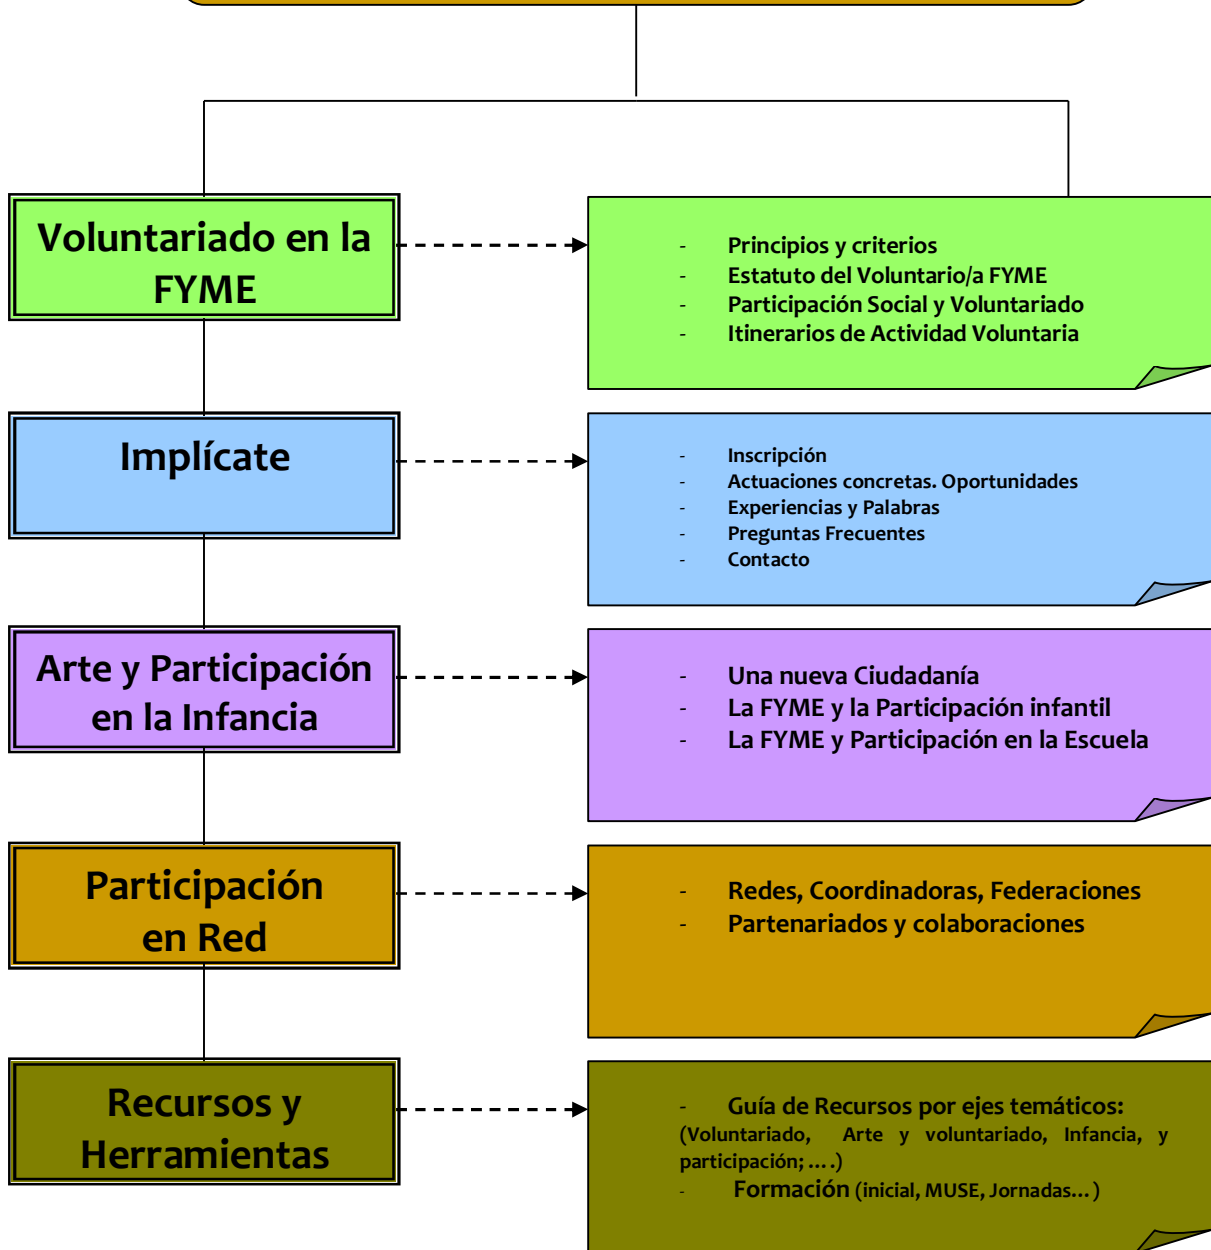 Voluntariado en la
FYME
- Principios y criterios
- Estatuto del Voluntario/a FYME
- Participación Social y Voluntariado
- Itinerarios de Actividad Voluntaria
Implícate
- Inscripción
- Actuaciones concretas. Oportunidades
- Experiencias y Palabras
- Preguntas Frecuentes
- Contacto
Arte y Participación
en la Infancia
- Una nueva Ciudadanía
- La FYME y la Participación infantil
- La FYME y Participación en la Escuela
Participación
en Red
- Redes, Coordinadoras, Federaciones
- Partenariados y colaboraciones
Recursos y
Herramientas
- Guía de Recursos por ejes temáticos:
(Voluntariado, Arte y voluntariado, Infancia, y
participación; ... .)
- Formación (inicial, MUSE, Jornadas... )